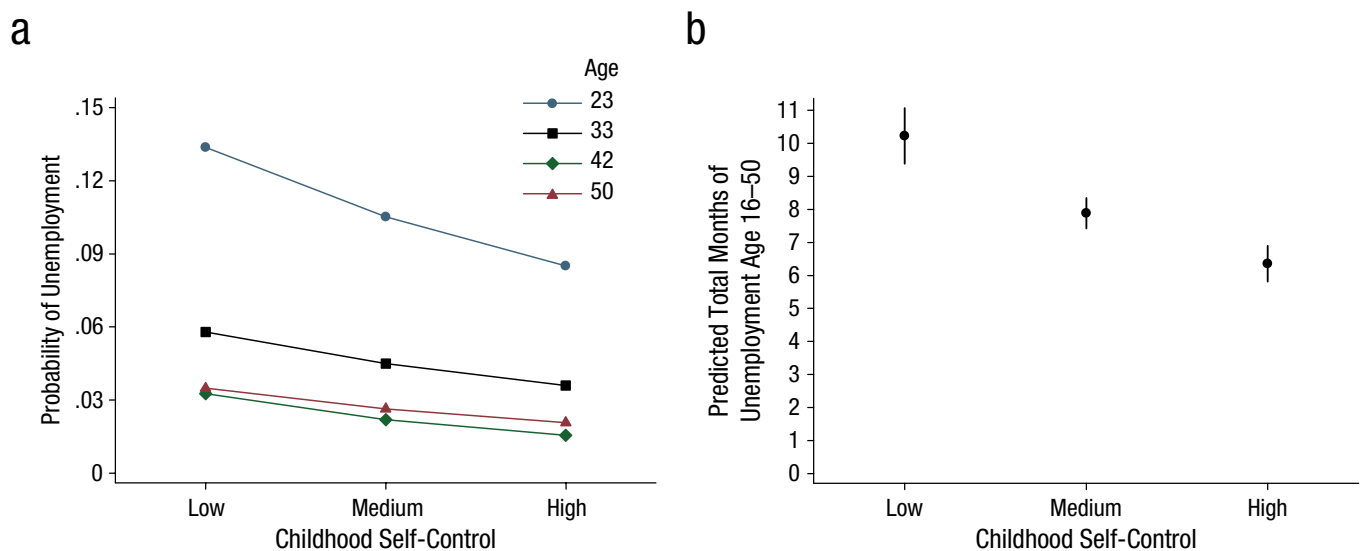 a
Age
23
33
42
50
.15
.12
.09
.06
.03
0
Probability of Unemployment
Low Medium High
Childhood Self-Control
b
11
10
9
8
7
6
5
4
3
2
1
0
Predicted Total Months of
Unemployment Age 16–50
Low Medium High
Childhood Self-Control